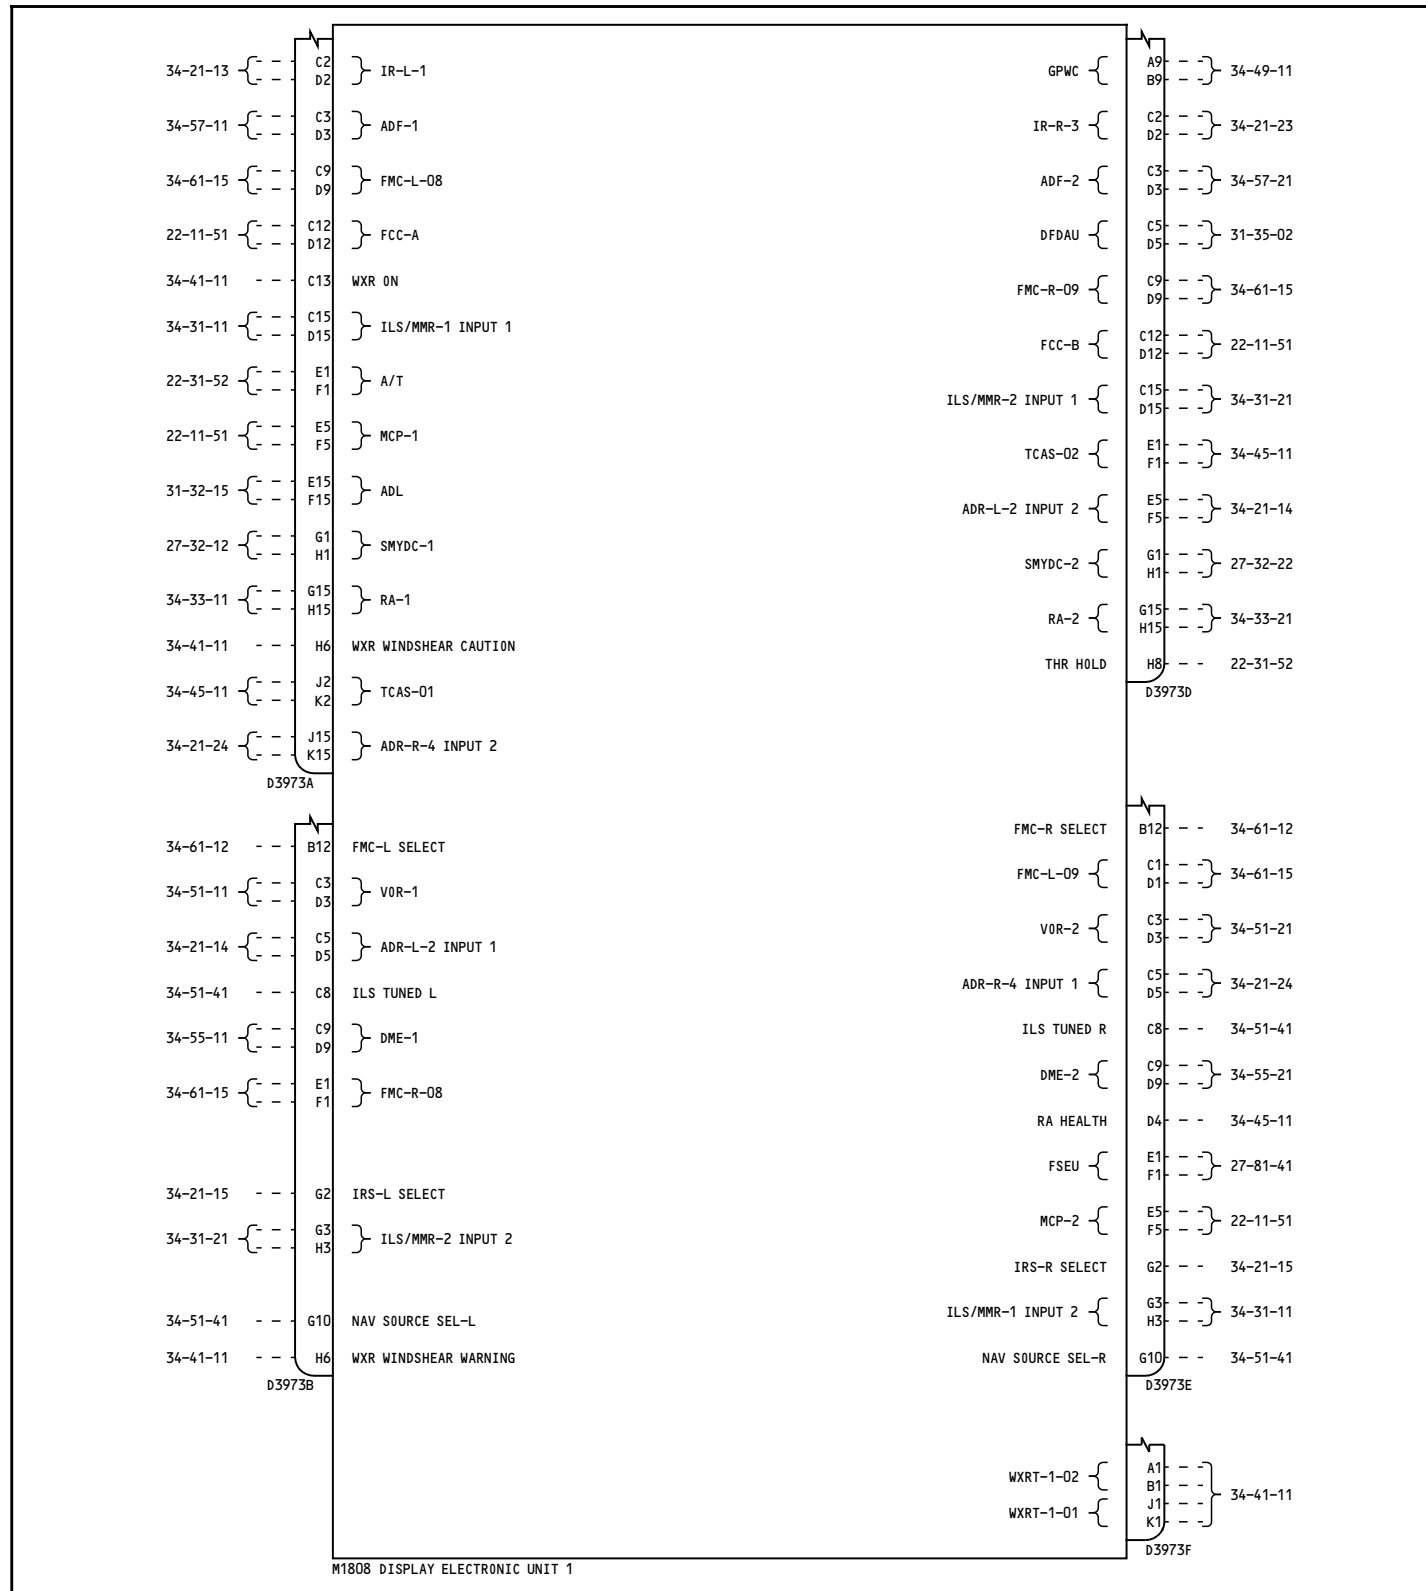 34-21-13 C2 D2 IR-L-1
34-57-11 C3 D3 ADF-1
34-61-15 C9 D9 FMC-L-08
22-11-51 C12 D12 FCC-A
34-41-11 C13 WXR ON
34-31-11 C15 D15 ILS/MMR-1 INPUT 1
22-31-52 E1 F1 A/T
22-11-51 E5 F5 MCP-1
31-32-15 E15 F15 ADL
27-32-12 G1 H1 SMYDC-1
34-33-11 G15 H15 RA-1
34-41-11 H6 WXR WINDSHEAR CAUTION
34-45-11 J2 K2 TCAS-01
34-21-24 J15 K15 ADR-R-4 INPUT 2
D3973A
34-61-12 B12 FMC-L SELECT
34-51-11 C3 D3 VOR-1
34-21-14 C5 D5 ADR-L-2 INPUT 1
34-51-41 C8 ILS TUNED L
34-55-11 C9 D9 DME-1
34-61-15 E1 F1 FMC-R-08
34-21-15 G2 IRS-L SELECT
34-31-21 G3 H3 ILS/MMR-2 INPUT 2
34-51-41 G10 NAV SOURCE SEL-L
34-41-11 H6 WXR WINDSHEAR WARNING
D3973B
GPWC A9 B9 34-49-11
IR-R-3 C2 D2 34-21-23
ADF-2 C3 D3 34-57-21
DFDAU C5 D5 31-35-02
FMC-R-09 C9 D9 34-61-15
FCC-B C12 D12 22-11-51
ILS/MMR-2 INPUT 1 C15 D15 34-31-21
TCAS-02 E1 F1 34-45-11
ADR-L-2 INPUT 2 E5 F5 34-21-14
SMYDC-2 G1 H1 27-32-22
RA-2 G15 H15 34-33-21
THR HOLD H8 22-31-52
D3973D
FMC-R SELECT B12 34-61-12
FMC-L-09 C1 D1 34-61-15
VOR-2 C3 D3 34-51-21
ADR-R-4 INPUT 1 C5 D5 34-21-24
ILS TUNED R C8 34-51-41
DME-2 C9 D9 34-55-21
RA HEALTH D4 34-45-11
FSEU E1 F1 27-81-41
MCP-2 E5 F5 22-11-51
IRS-R SELECT G2 34-21-15
ILS/MMR-1 INPUT 2 G3 H3 34-31-11
NAV SOURCE SEL-R G10 34-51-41
D3973E
WXRT-1-02 A1 B1
WXRT-1-01 J1 K1
34-41-11
D3973F
M1808 DISPLAY ELECTRONIC UNIT 1